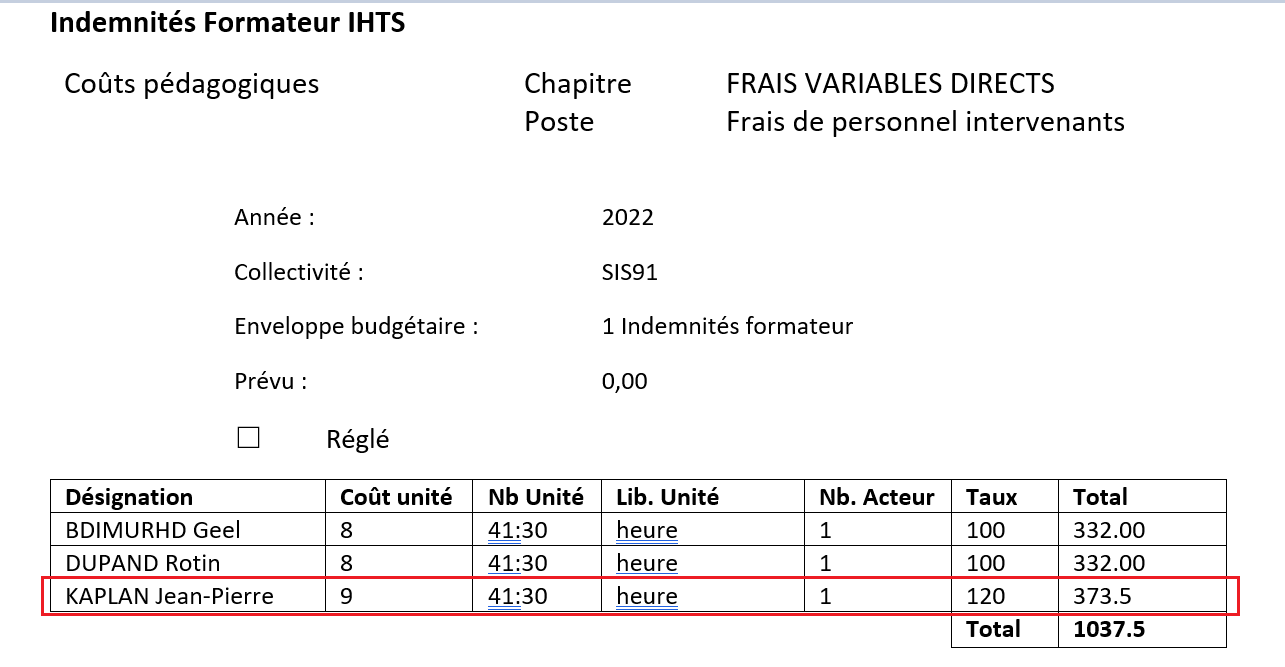 Indemnités Formateur IHTS
Coûts pédagogiques Chapitre FRAIS VARIABLES DIRECTS
Poste Frais de personnel intervenants
Année : 2022
Collectivité : SIS91
Enveloppe budgétaire : 1 Indemnités formateur
Prévu : 0,00
☐ Réglé
Désignation Coût unité Nb Unité Lib. Unité Nb. Acteur Taux Total
BDIMURHD Geel 8 41:30 heure 1 100 332.00
DUPAND Rotin 8 41:30 heure 1 100 332.00
KAPLAN Jean-Pierre 9 41:30 heure 1 120 373.5
Total 1037.5